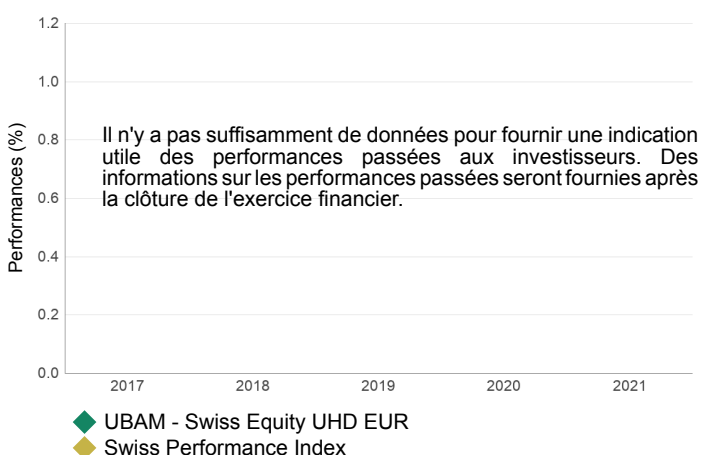 1.2
1.0
Performances (%)
0.8
Il n'y a pas suffisamment de données pour fournir une indication
utile des performances passées aux investisseurs. Des
informations sur les performances passées seront fournies après
la clôture de l'exercice financier.
0.6
0.4
0.2
0.0
2017 2018 2019 2020 2021
UBAM - Swiss Equity UHD EUR
Swiss Performance Index